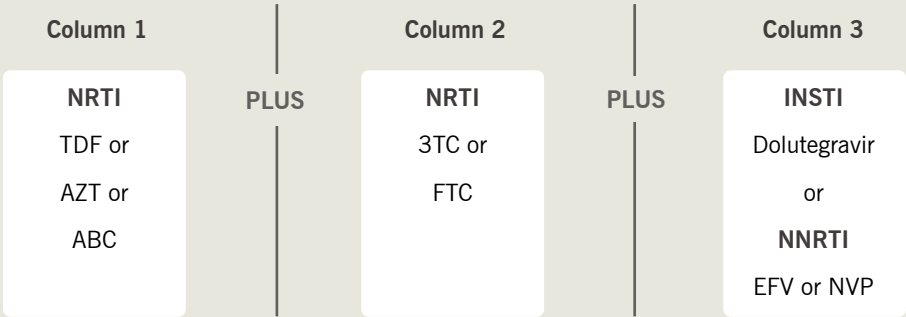 Column 1
Column 2
Column 3
NRTI
TDF or
AZT or
ABC
PLUS
NRTI
3TC or
FTC
PLUS
INSTI
Dolutegravir
or
NNRTI
EFV or NVP